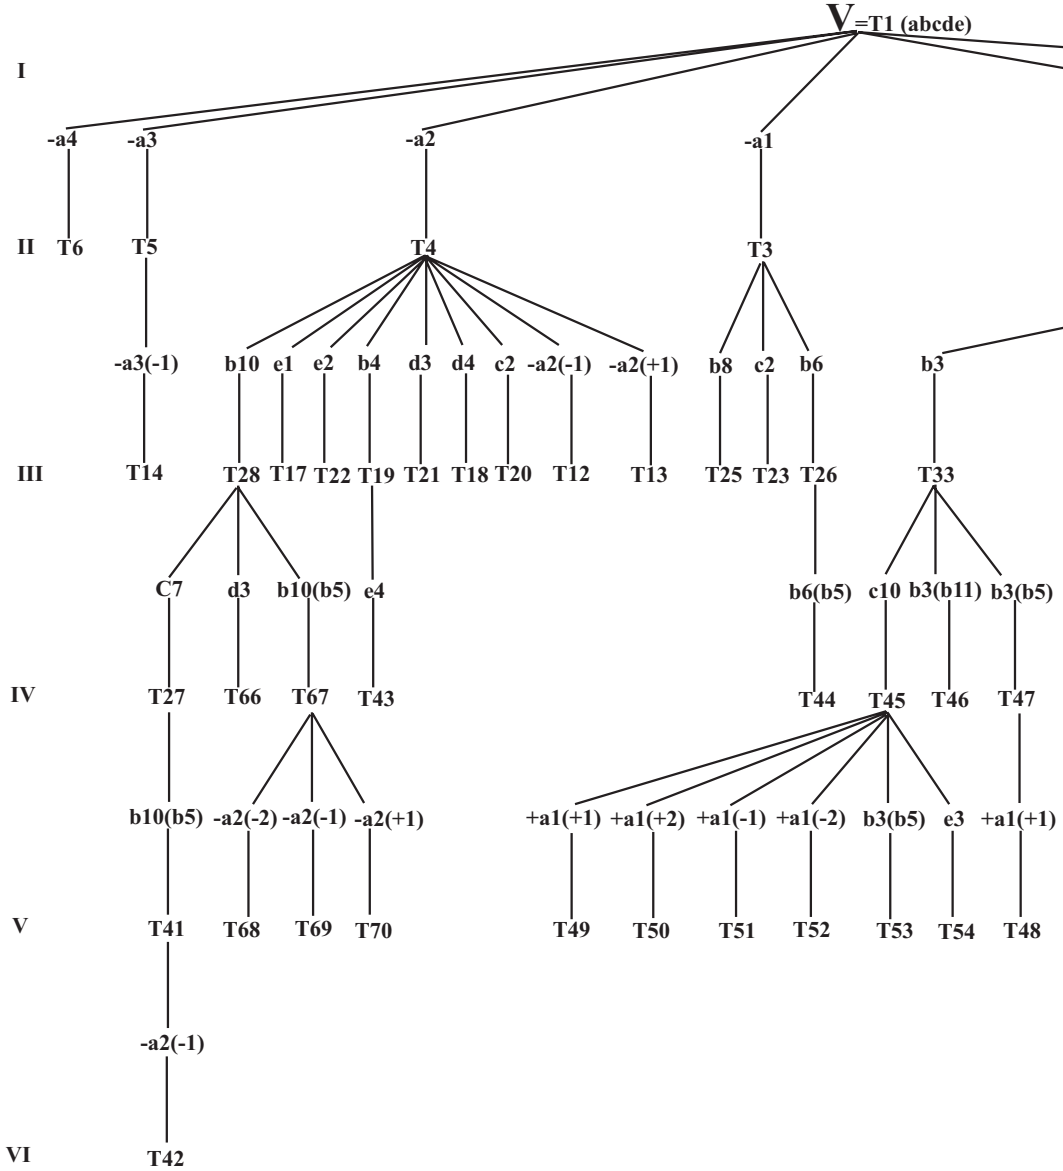 V=T1 (abcde)
I
-a4 -a3 -a2 -a1
II T6 T5 T4 T3
-a3(-1) b10 e1 e2 b4 d3 d4 c2 -a2(-1) -a2(+1) b8 c2 b6 b3
III T14 T28 T17 T22 T19 T21 T18 T20 T12 T13 T25 T23 T26 T33
C7 d3 b10(b5) e4 b6(b5) c10 b3(b11) b3(b5)
IV T27 T66 T67 T43 T44 T45 T46 T47
b10(b5) -a2(-2) -a2(-1) -a2(+1) +a1(+1) +a1(+2) +a1(-1) +a1(-2) b3(b5) e3 +a1(+1)
V T41 T68 T69 T70 T49 T50 T51 T52 T53 T54 T48
-a2(-1)
VI T42